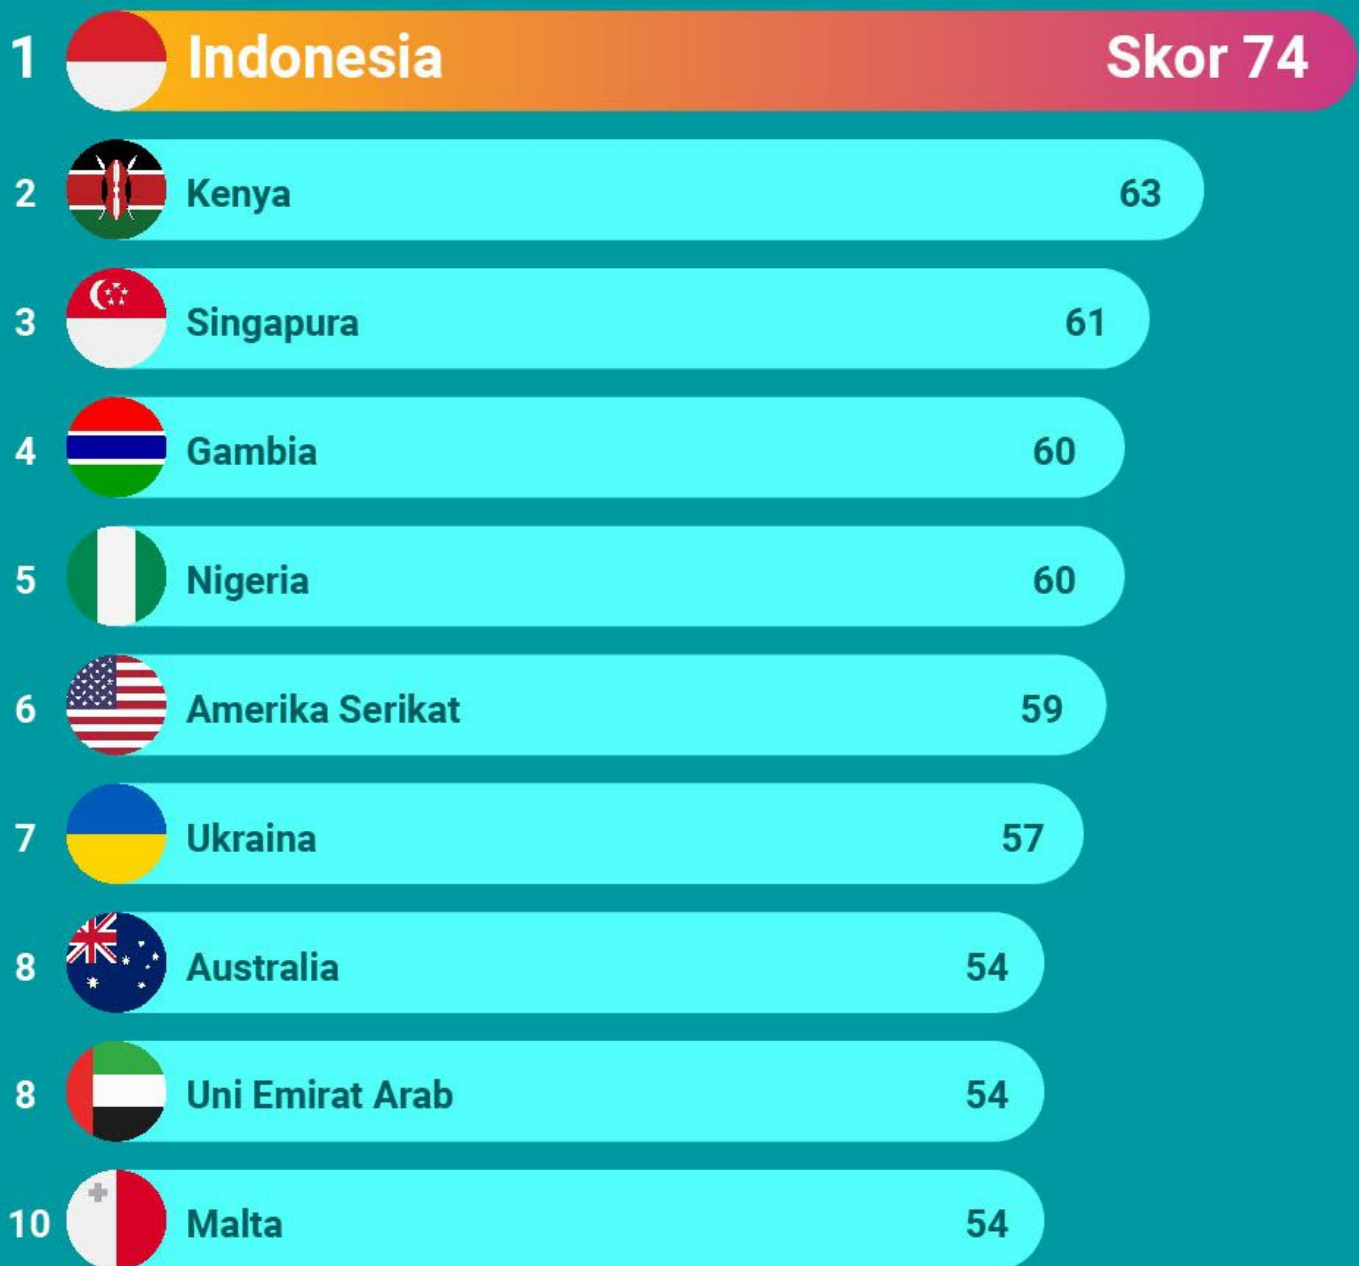 1 Indonesia Skor 74
2 Kenya 63
3 Singapura 61
4 Gambia 60
5 Nigeria 60
6 Amerika Serikat 59
7 Ukraina 57
8 Australia 54
8 Uni Emirat Arab 54
10 Malta 54